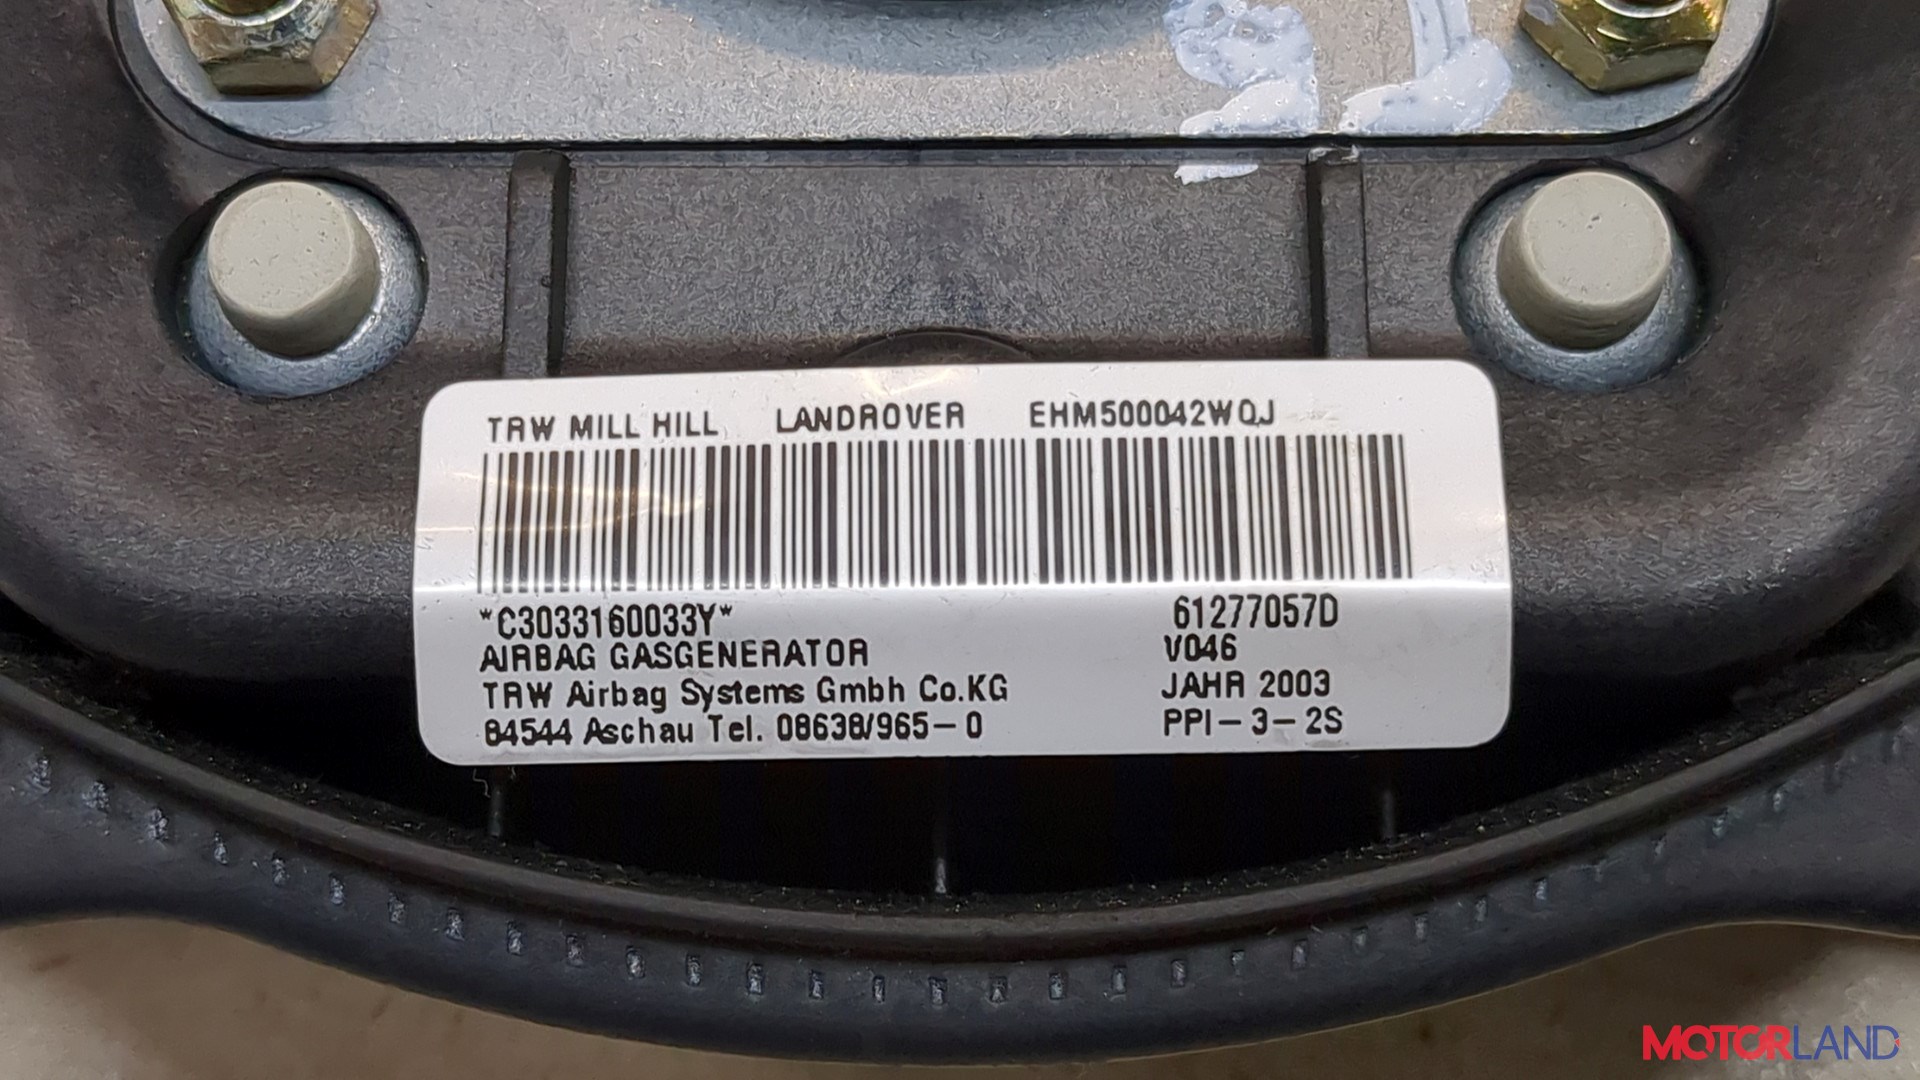 TRW MILL HILL LANDROVER EHM500042WQJ
*C3033160033Y* 61277057D
AIRBAG GASGENERATOR V046
TRW Airbag Systems Gmbh Co.KG JAHR 2003
84544 Aschau Tel. 08638/965-0 PPI-3-2S
MOTORLAND